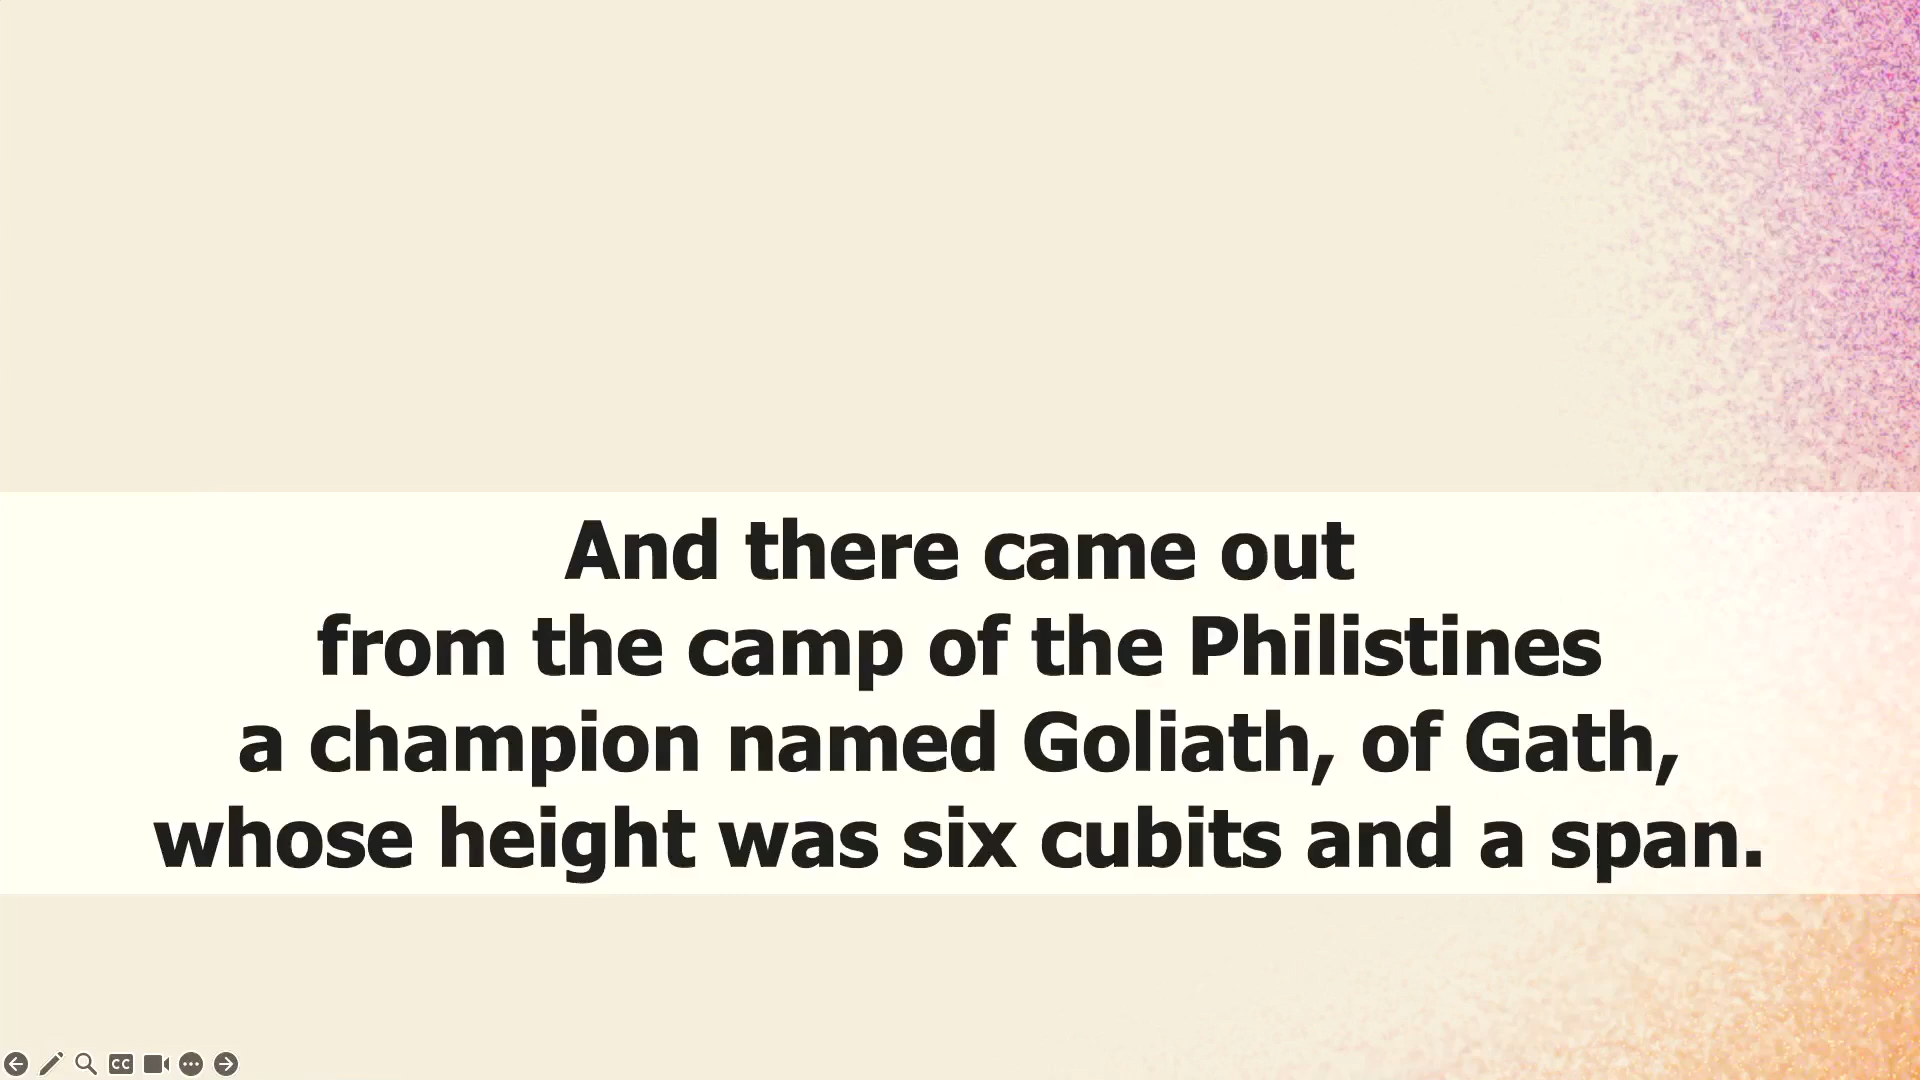 And there came out
from the camp of the Philistines
a champion named Goliath, of Gath,
whose height was six cubits and a span.
CC